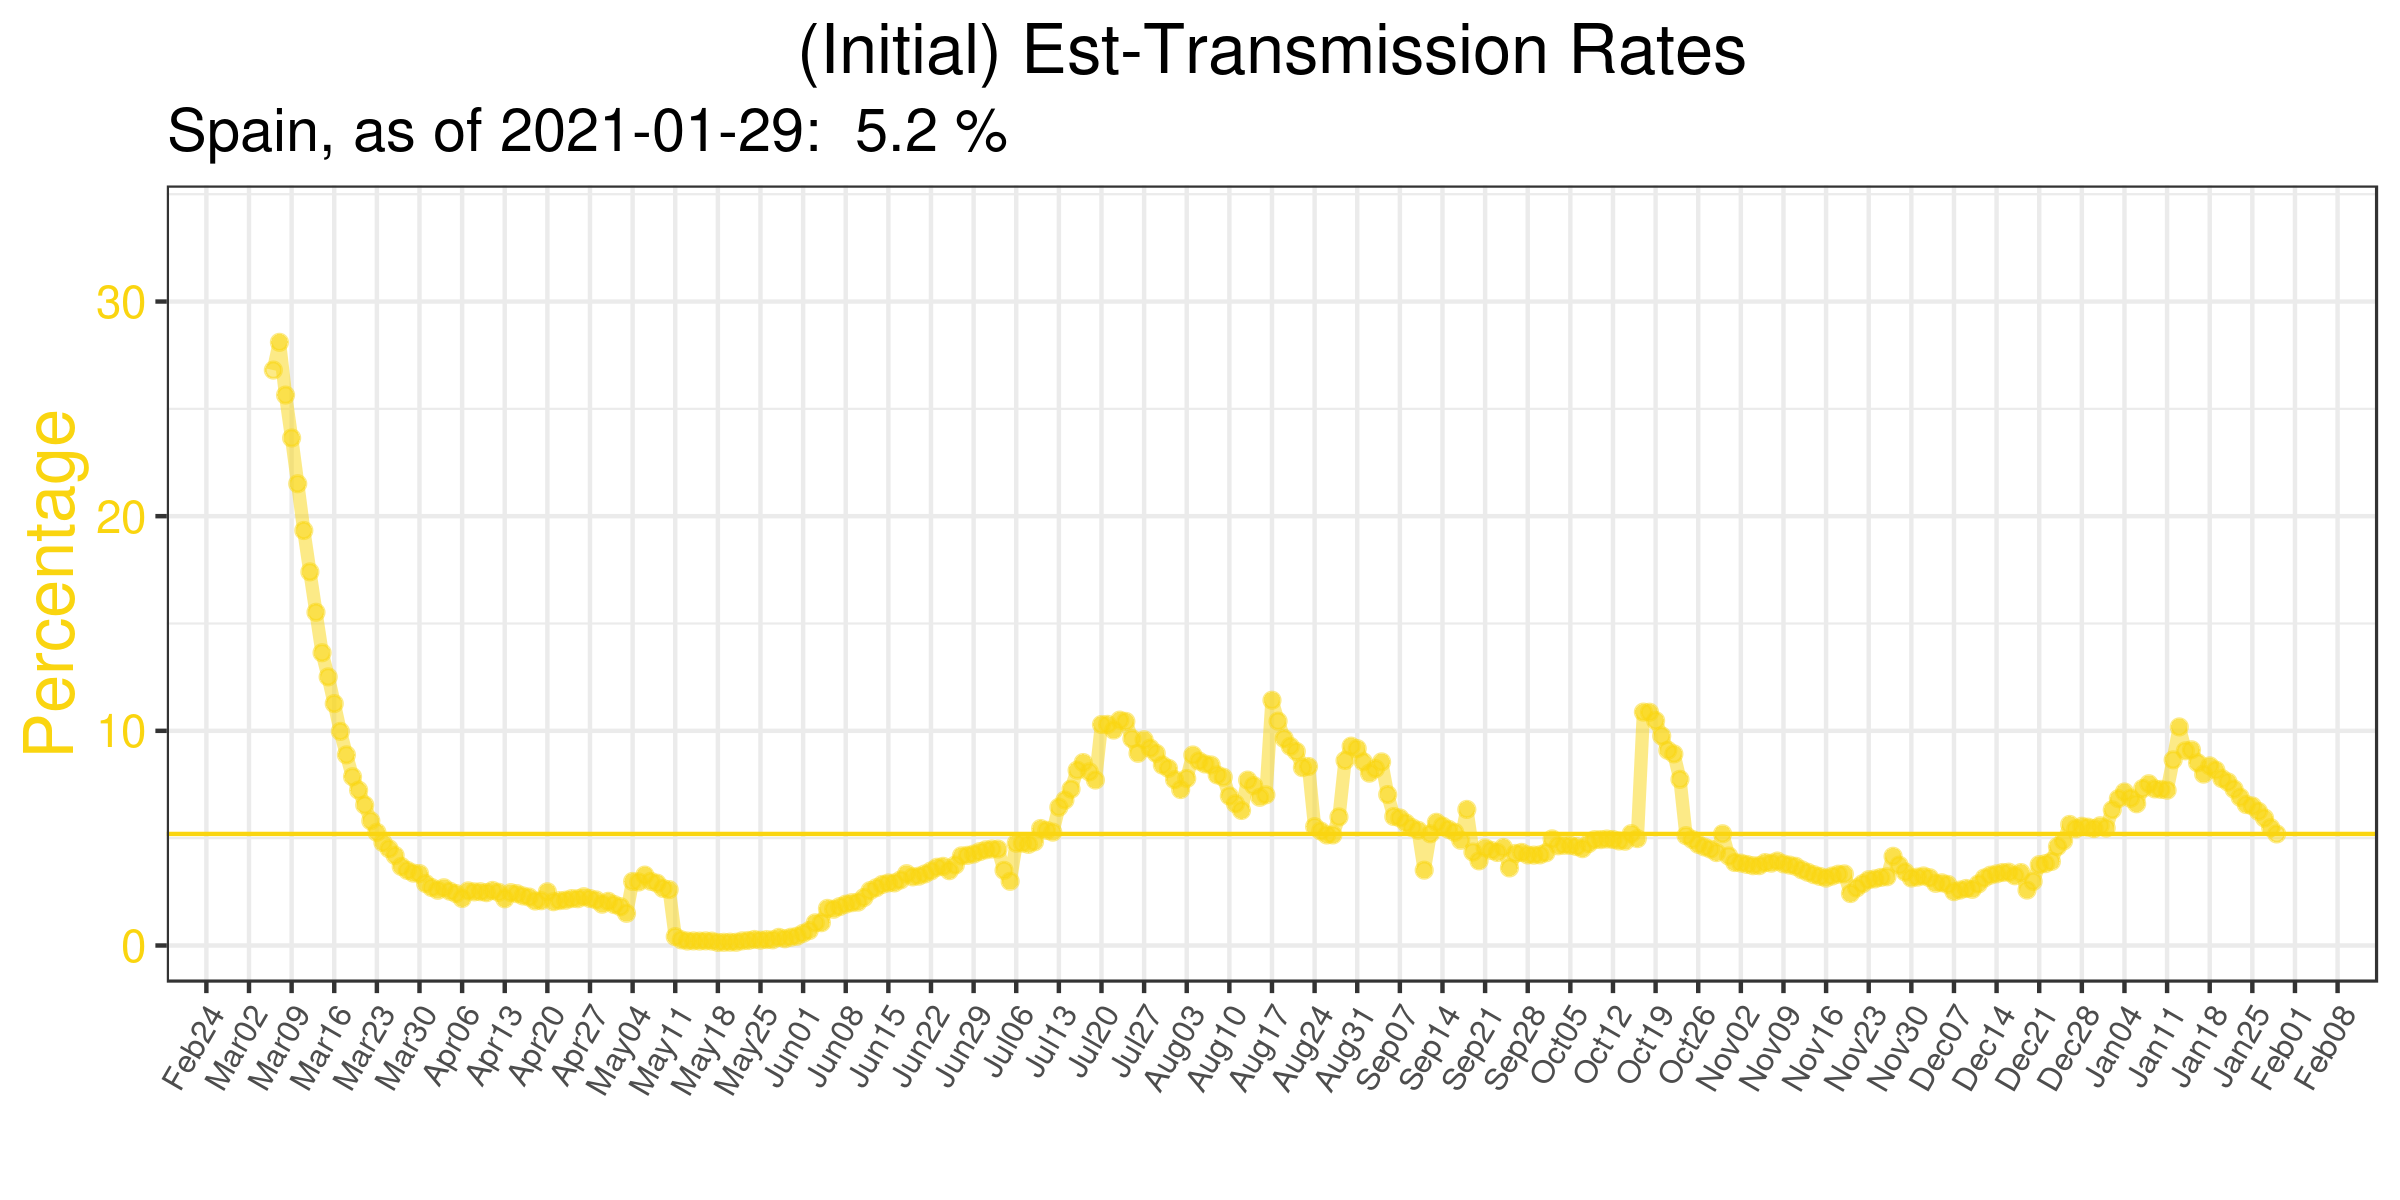 (Initial) Est-Transmission Rates
Spain, as of 2021-01-29:  5.2 %
Percentage
30
20
10
0
Feb24
Mar02
Mar09
Mar16
Mar23
Mar30
Apr06
Apr13
Apr20
Apr27
May04
May11
May18
May25
Jun01
Jun08
Jun15
Jun22
Jun29
Jul06
Jul13
Jul20
Jul27
Aug03
Aug10
Aug17
Aug24
Aug31
Sep07
Sep14
Sep21
Sep28
Oct05
Oct12
Oct19
Oct26
Nov02
Nov09
Nov16
Nov23
Nov30
Dec07
Dec14
Dec21
Dec28
Jan04
Jan11
Jan18
Jan25
Feb01
Feb08